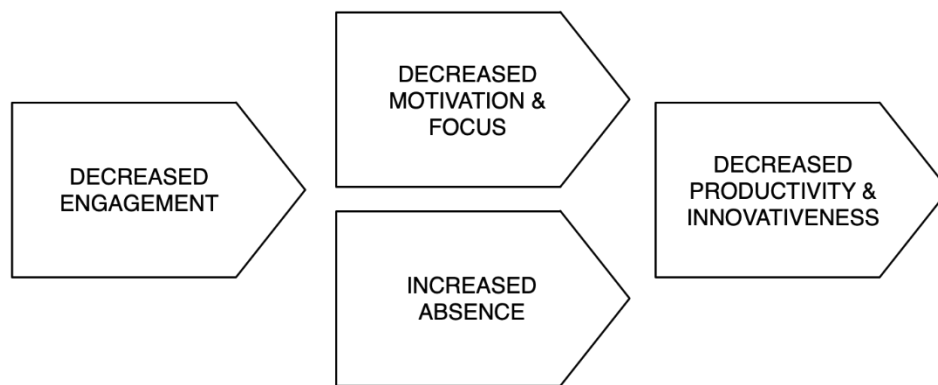 DECREASED
ENGAGEMENT
DECREASED
MOTIVATION &
FOCUS
INCREASED
ABSENCE
DECREASED
PRODUCTIVITY &
INNOVATIVENESS